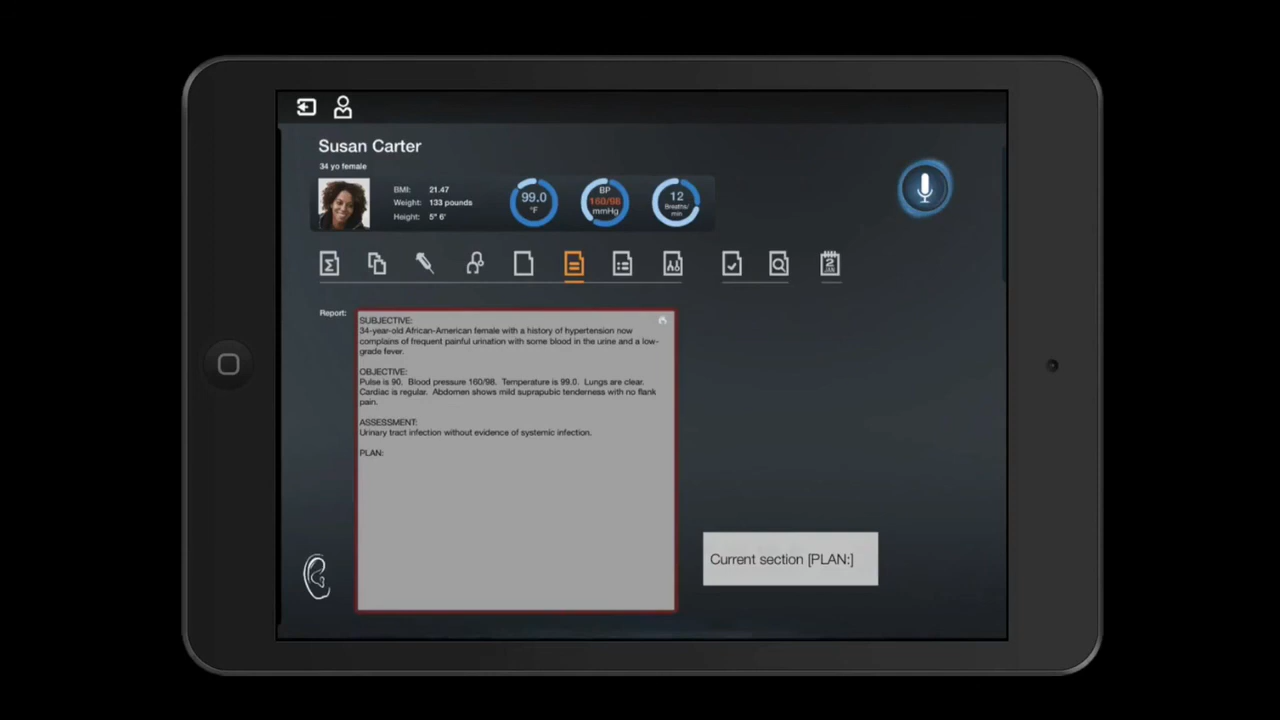 Susan Carter
34 yo female
BMI: 21.47
Weight: 133 pounds
Height: 5" 6'
99.0
°F
BP
160/98
mmHg
12
Breaths/
min
Σ
2
JAN
Report:
SUBJECTIVE:
34-year-old African-American female with a history of hypertension now
complains of frequent painful urination with some blood in the urine and a low-
grade fever.
OBJECTIVE:
Pulse is 90. Blood pressure 160/98. Temperature is 99.0. Lungs are clear.
Cardiac is regular. Abdomen shows mild suprapubic tenderness with no flank
pain.
ASSESSMENT:
Urinary tract infection without evidence of systemic infection.
PLAN:
Current section [PLAN:]